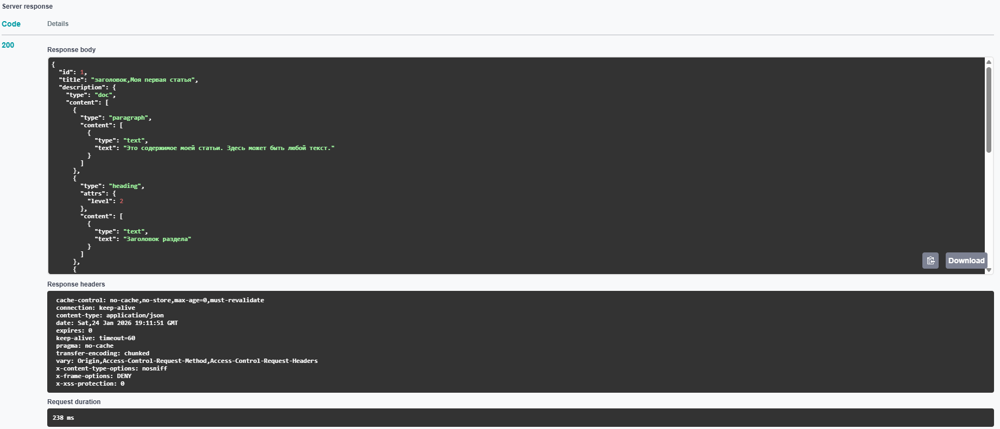 Server response
Code Details
200
Response body
{
"id": 1,
"title": "заголовок,Моя первая статья",
"description": {
"type": "doc",
"content": [
{
"type": "paragraph",
"content": [
{
"type": "text",
"text": "Это содержимое моей статьи. Здесь может быть любой текст."
}
]
},
{
"type": "heading",
"attrs": {
"level": 2
},
"content": [
{
"type": "text",
"text": "Заголовок раздела"
}
]
},
{
Download
Response headers
cache-control: no-cache,no-store,max-age=0,must-revalidate
connection: keep-alive
content-type: application/json
date: Sat,24 Jan 2026 19:11:51 GMT
expires: 0
keep-alive: timeout=60
pragma: no-cache
transfer-encoding: chunked
vary: Origin,Access-Control-Request-Method,Access-Control-Request-Headers
x-content-type-options: nosniff
x-frame-options: DENY
x-xss-protection: 0
Request duration
238 ms